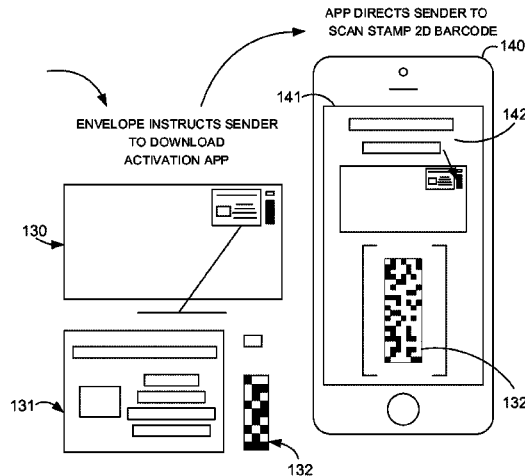 APP DIRECTS SENDER TO
SCAN STAMP 2D BARCODE
140
141
142
ENVELOPE INSTRUCTS SENDER
TO DOWNLOAD
ACTIVATION APP
130
131
132
132